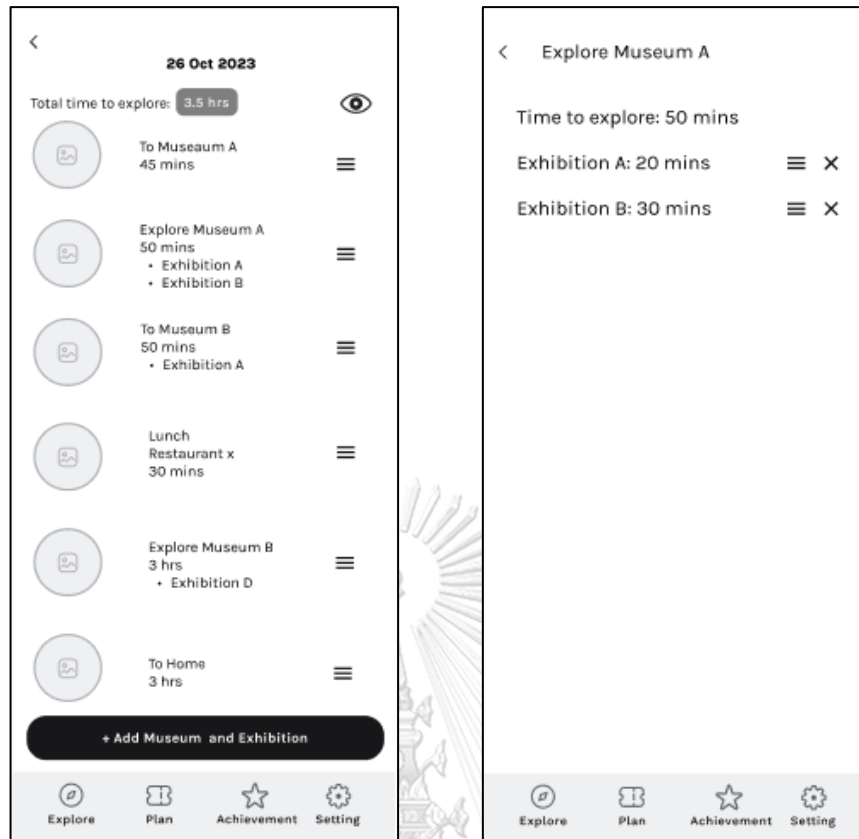 26 Oct 2023
Total time to explore: 3.5 hrs
To Museaum A
45 mins
Explore Museum A
50 mins
• Exhibition A
• Exhibition B
To Museum B
50 mins
• Exhibition A
Lunch
Restaurant x
30 mins
Explore Museum B
3 hrs
• Exhibition D
To Home
3 hrs
+ Add Museum and Exhibition
Explore Plan Achievement Setting
Explore Museum A
Time to explore: 50 mins
Exhibition A: 20 mins
Exhibition B: 30 mins
Explore Plan Achievement Setting